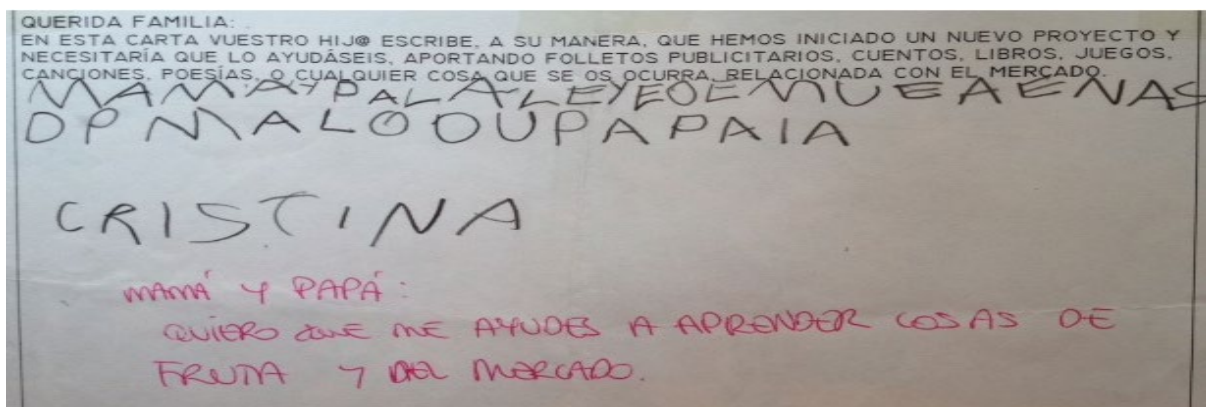 QUERIDA FAMILIA:
EN ESTA CARTA VUESTRO HIJ@ ESCRIBE, A SU MANERA, QUE HEMOS INICIADO UN NUEVO PROYECTO Y
NECESITARÍA QUE LO AYUDÁSEIS, APORTANDO FOLLETOS PUBLICITARIOS, CUENTOS, LIBROS, JUEGOS,
CANCIONES, POESÍAS, O CUALQUIER COSA QUE SE OS OCURRA, RELACIONADA CON EL MERCADO.
MAMAYPALALEYEOEMUEAENAS
DPMALOOUPAPAIA
CRISTINA
MAMÁ Y PAPÁ:
QUIERO QUE ME AYUDES A APRENDER COSAS DE
FRUTA Y DEL MERCADO.